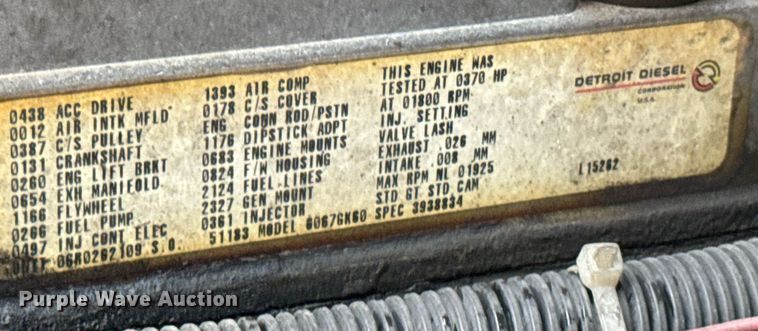 0438 ACC DRIVE
0012 AIR INTK MFLD
0387 C/S PULLEY
0131 CRANKSHAFT
0260 ENG LIFT BRKT
0654 EXH MANIFOLD
1166 FLYWHEEL
0266 FUEL PUMP
0497 INJ CONT ELEC
UNIT 06R0262109 S.O.
1393 AIR COMP
0178 C/S COVER
ENG CONN ROD/PSTN
1176 DIPSTICK ADPT
0683 ENGINE MOUNTS
0824 F/W HOUSING
2124 FUEL LINES
2327 GEN MOUNT
0361 INJECTOR
51183 MODEL 6067GK60 SPEC 3938834
THIS ENGINE WAS
TESTED AT 0370 HP
AT 01800 RPM
INJ. SETTING
VALVE LASH
EXHAUST .026 MM
INTAKE .008 MM
MAX RPM NL 01925
STD GT STD CAM
DETROIT DIESEL
CORPORATION
U.S.A.
L15262
Purple Wave Auction